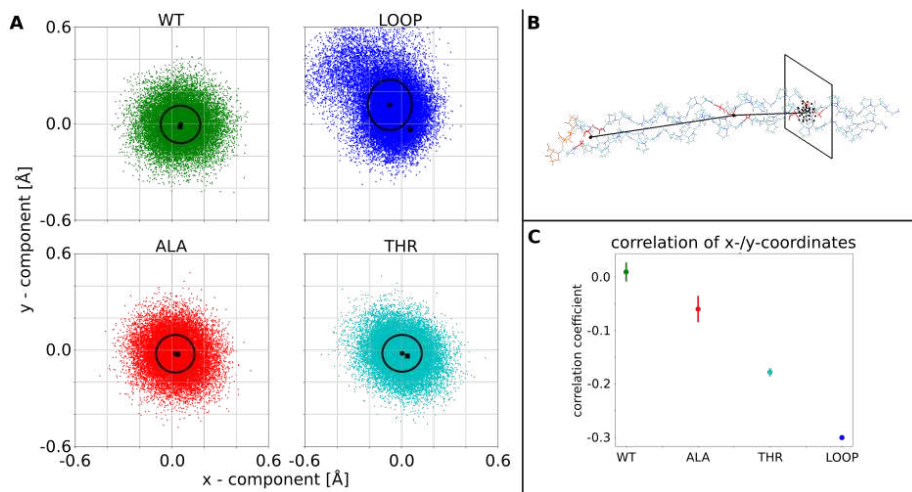 A
WT
LOOP
0.6
0.0
-0.6
ALA
THR
0.6
0.0
-0.6
-0.6
0.0
0.6
-0.6
0.0
0.6
y - component [Å]
x - component [Å]
B
C
correlation of x-/y-coordinates
correlation coefficient
0.0
-0.1
-0.2
-0.3
WT
ALA
THR
LOOP